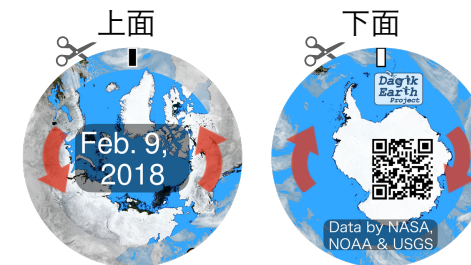 上面
下面
Feb. 9,
2018
Dagik
Earth
Project
Data by NASA,
NOAA & USGS